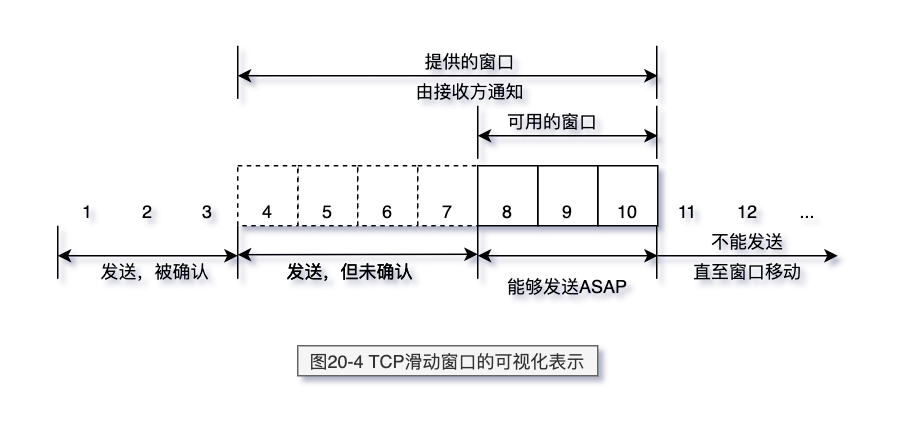 提供的窗口
由接收方通知
可用的窗口
1 2 3 4 5 6 7 8 9 10 11 12 ...
发送，被确认
发送，但未确认
能够发送ASAP
不能发送
直至窗口移动
图20-4 TCP滑动窗口的可视化表示